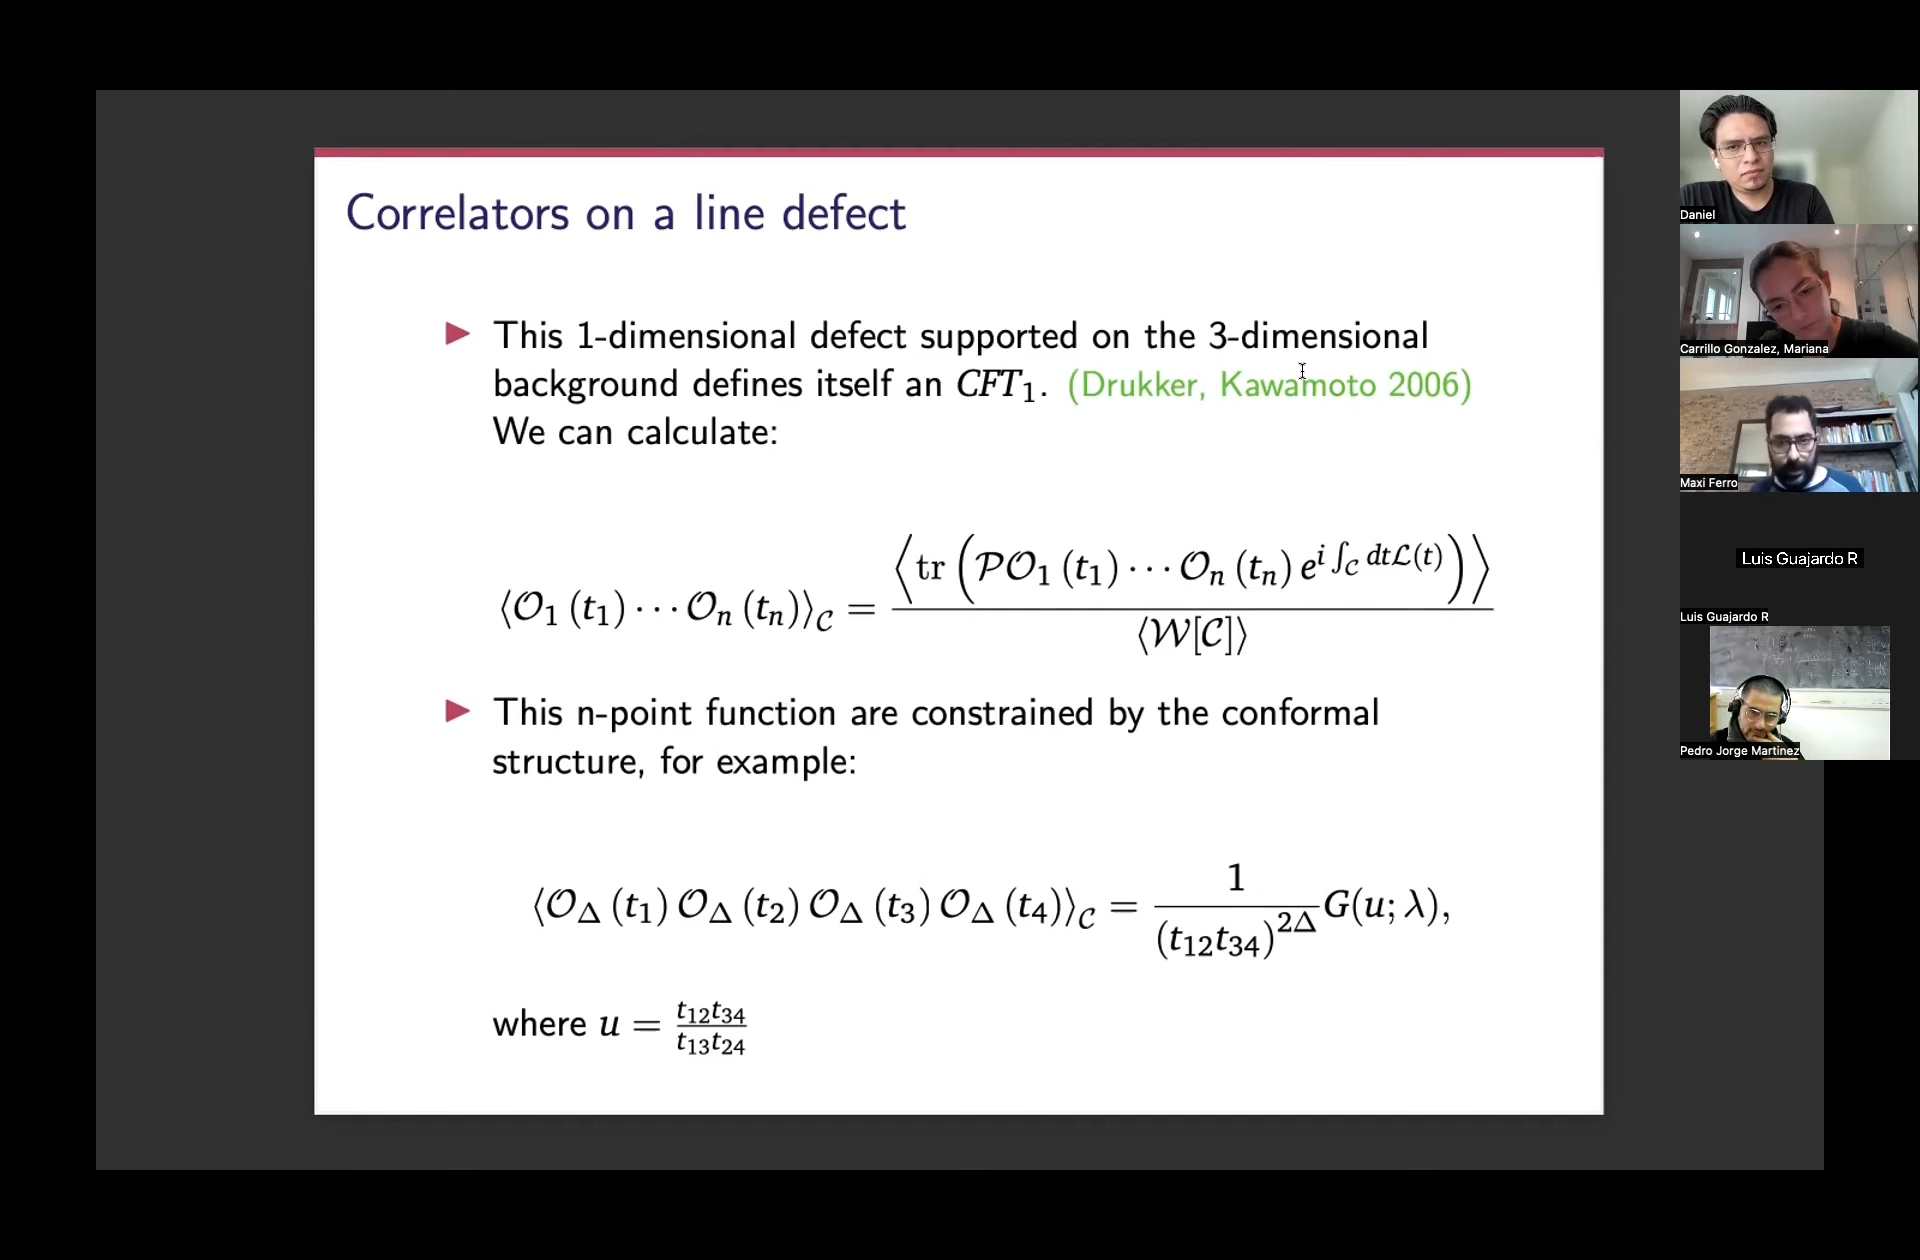 Correlators on a line defect
▶ This 1-dimensional defect supported on the 3-dimensional
background defines itself an CFT₁. (Drukker, Kawamoto 2006)
We can calculate:
⟨𝒪₁ (t₁) ⋯ 𝒪ₙ (tₙ)⟩_𝒞 = ⟨tr (𝒫𝒪₁ (t₁) ⋯ 𝒪ₙ (tₙ) e^{i ∫_𝒞 dtℒ(t)})⟩ / ⟨𝒲[𝒞]⟩
▶ This n-point function are constrained by the conformal
structure, for example:
⟨𝒪_Δ (t₁) 𝒪_Δ (t₂) 𝒪_Δ (t₃) 𝒪_Δ (t₄)⟩_𝒞 = 1 / (t₁₂t₃₄)^{2Δ} G(u; λ),
where u = t₁₂t₃₄ / t₁₃t₂₄
Daniel
Carrillo Gonzalez, Mariana
Maxi Ferro
Luis Guajardo R
Luis Guajardo R
Pedro Jorge Martinez